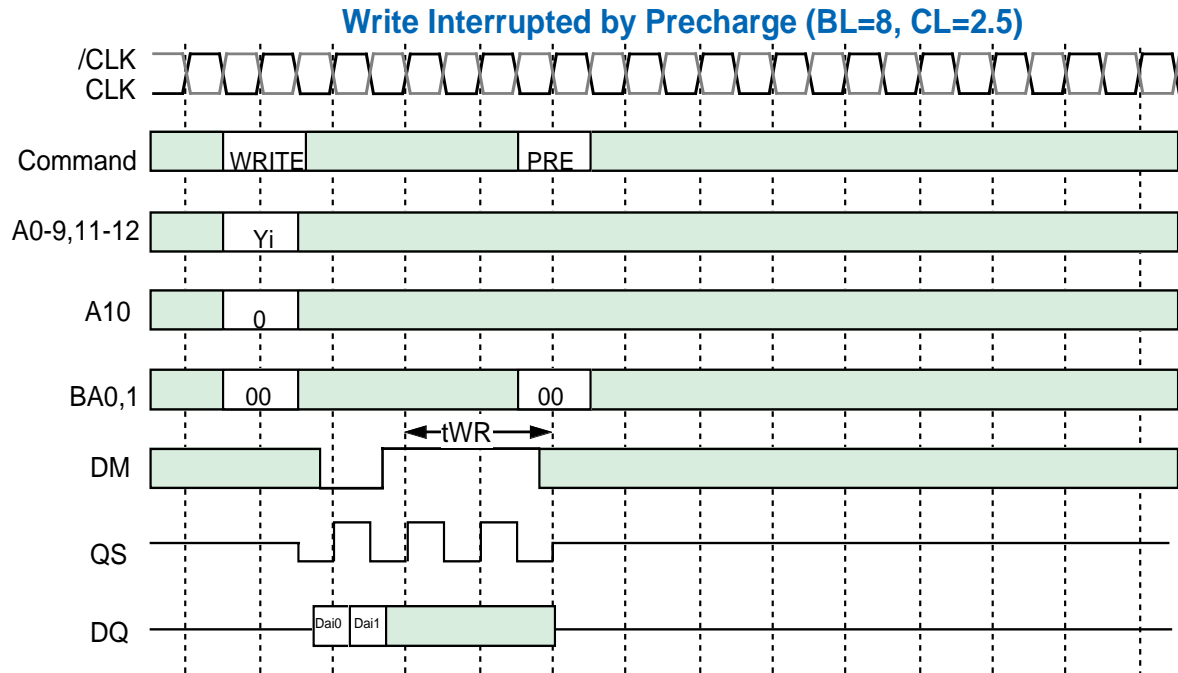 Write Interrupted by Precharge (BL=8, CL=2.5)
/CLK
CLK
Command
WRITE
PRE
A0-9,11-12
Yi
A10
0
BA0,1
00
00
tWR
DM
QS
DQ
Dai0
Dai1